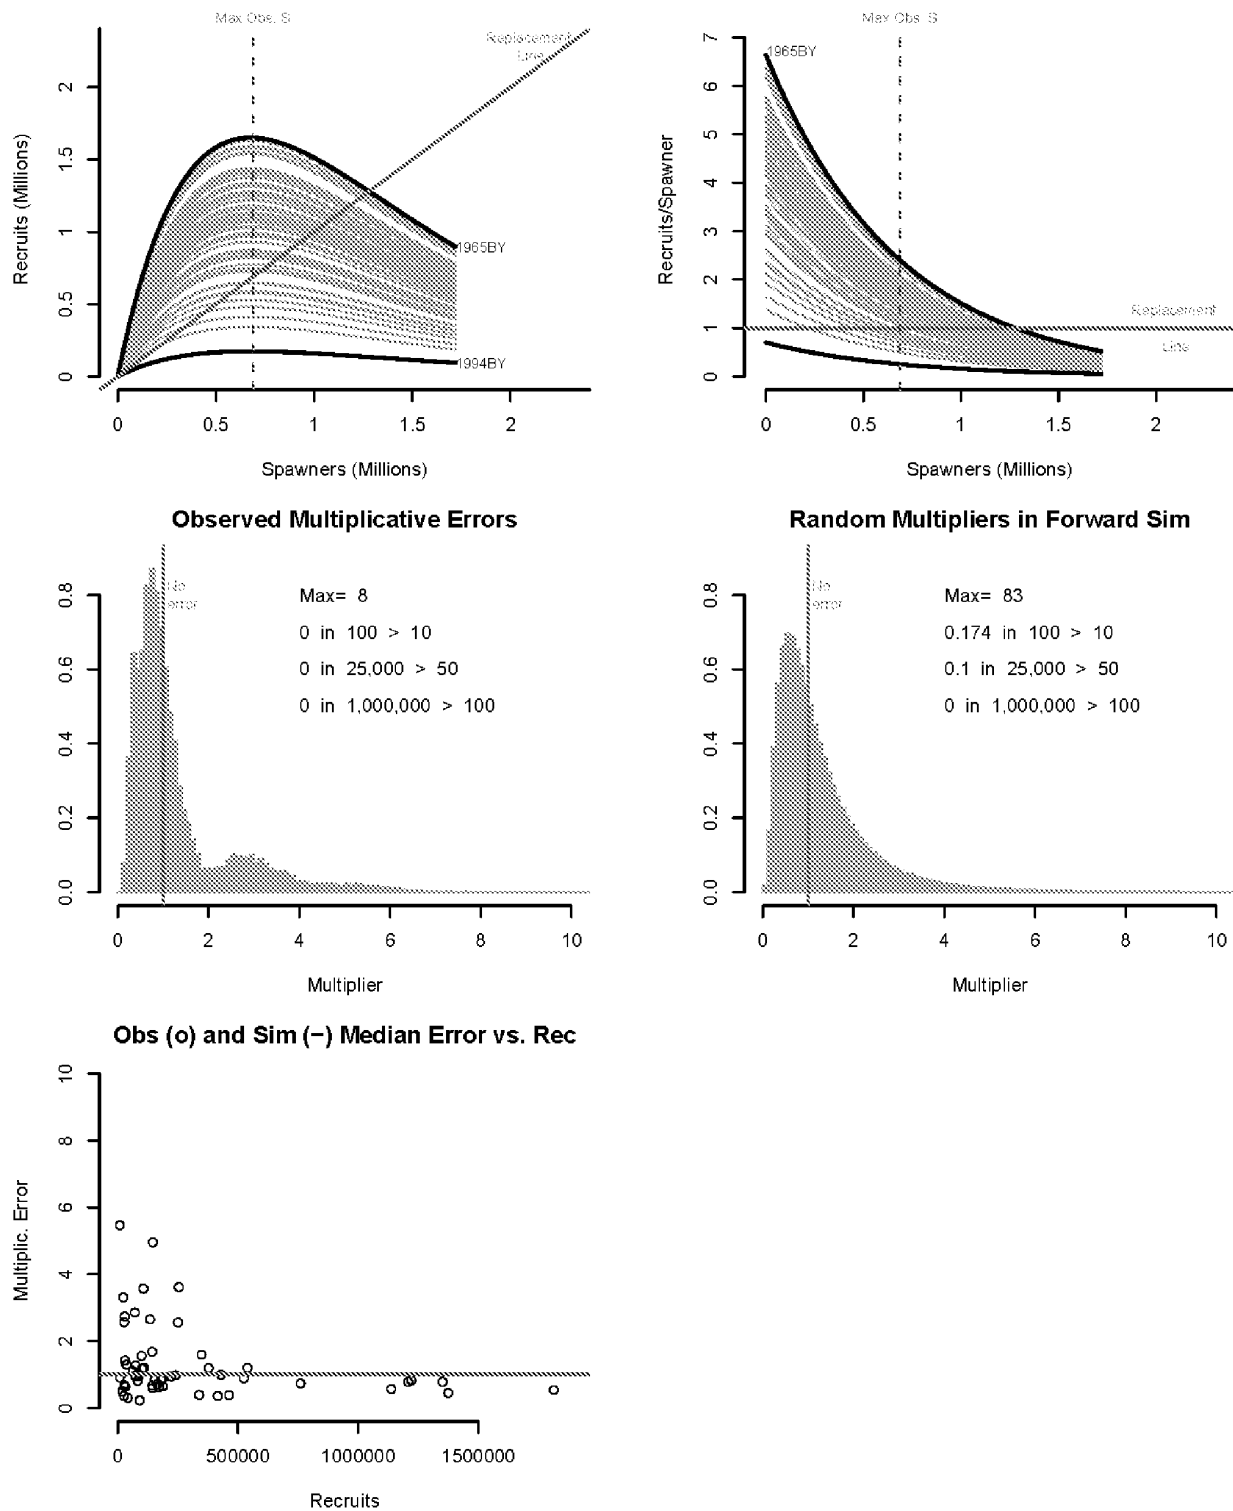 Max Obs. S
Replacement
Line
Recruits (Millions)
2
1.5
1
0.5
0
1965BY
1994BY
0 0.5 1 1.5 2
Spawners (Millions)
Max Obs. S
1965BY
Recruits/Spawner
7
6
5
4
3
2
1
0
Replacement
Line
0 0.5 1 1.5 2
Spawners (Millions)
Observed Multiplicative Errors
No
error
Max= 8
0 in 100 > 10
0 in 25,000 > 50
0 in 1,000,000 > 100
0.8
0.6
0.4
0.2
0.0
0 2 4 6 8 10
Multiplier
Random Multipliers in Forward Sim
No
error
Max= 83
0.174 in 100 > 10
0.1 in 25,000 > 50
0 in 1,000,000 > 100
0.8
0.6
0.4
0.2
0.0
0 2 4 6 8 10
Multiplier
Obs (o) and Sim (−) Median Error vs. Rec
Multiplic. Error
10
8
6
4
2
0
0 500000 1000000 1500000
Recruits